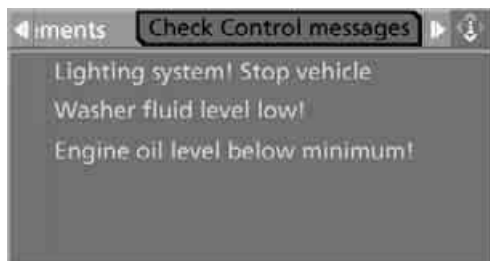 ments Check Control messages
Lighting system! Stop vehicle
Washer fluid level low!
Engine oil level below minimum!